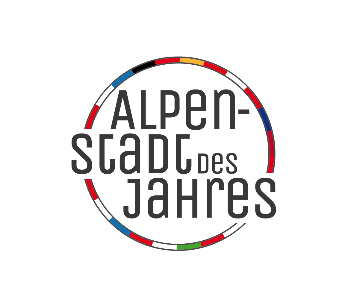 Alpen-
stadt des
Jahres